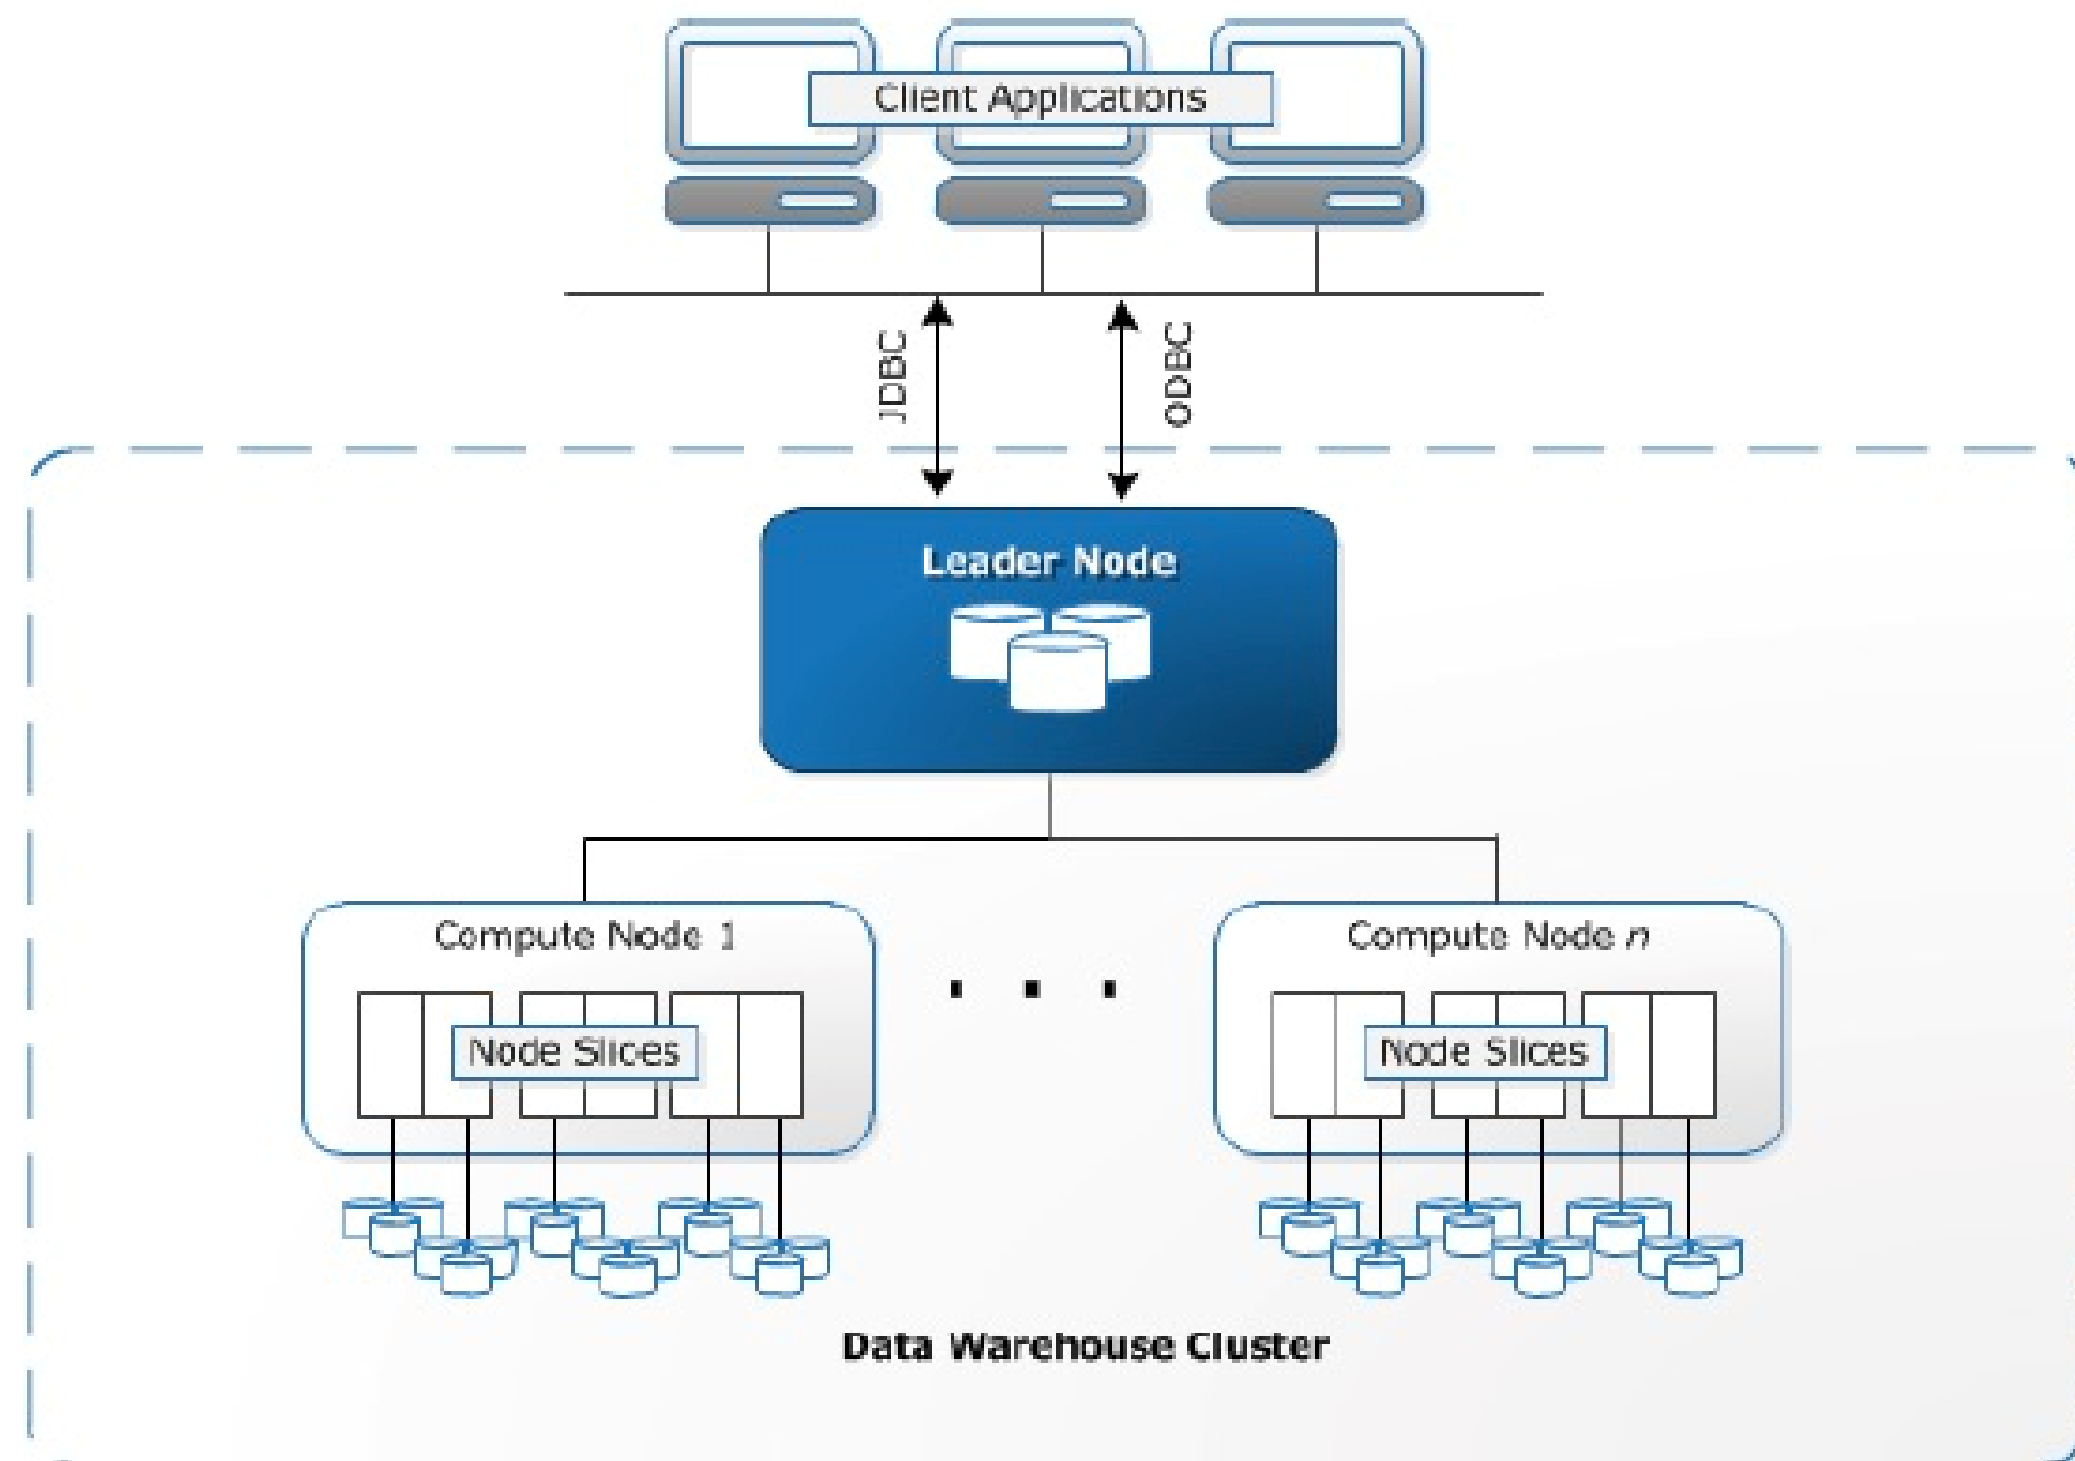 Client Applications
JDBC
ODBC
Leader Node
Compute Node 1
Compute Node n
Node Slices
Node Slices
Data Warehouse Cluster